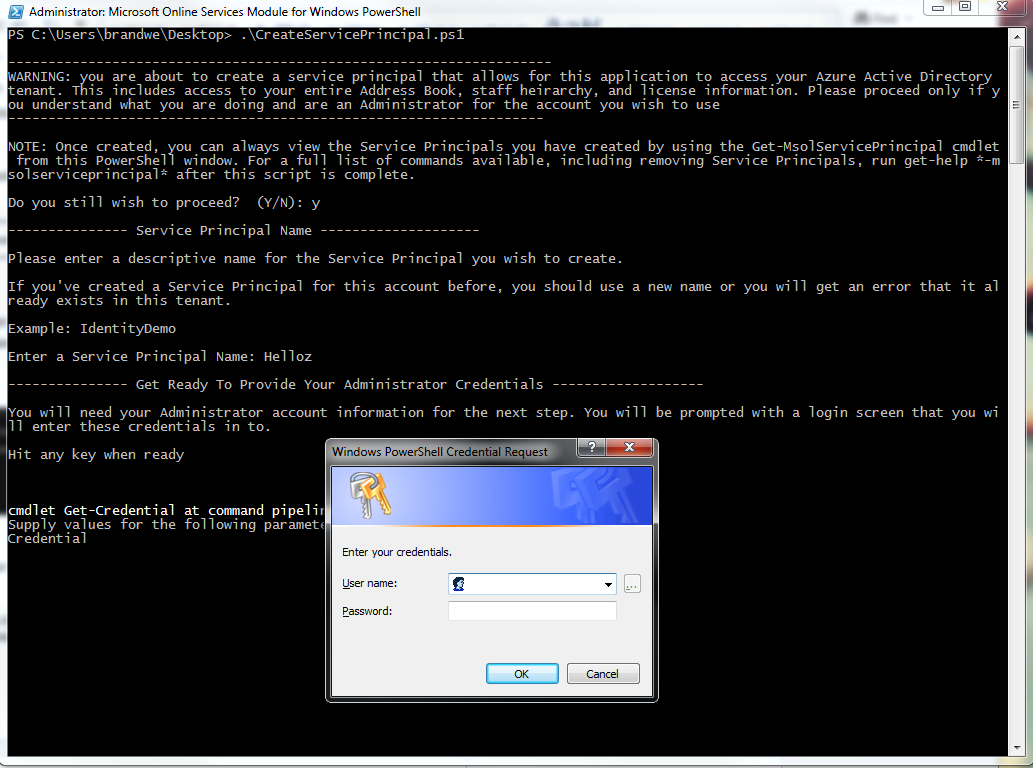 Administrator: Microsoft Online Services Module for Windows PowerShell
PS C:\Users\brandwe\Desktop> .\CreateServicePrincipal.ps1
--------------------------------------------------------------------
WARNING: you are about to create a service principal that allows for this application to access your Azure Active Directory
tenant. This includes access to your entire Address Book, staff heirarchy, and license information. Please proceed only if y
ou understand what you are doing and are an Administrator for the account you wish to use
-------------------------------------------------------------------
NOTE: Once created, you can always view the Service Principals you have created by using the Get-MsolServicePrincipal cmdlet
from this PowerShell window. For a full list of commands available, including removing Service Principals, run get-help *-m
solserviceprincipal* after this script is complete.
Do you still wish to proceed?  (Y/N): y
--------------- Service Principal Name --------------------
Please enter a descriptive name for the Service Principal you wish to create.
If you've created a Service Principal for this account before, you should use a new name or you will get an error that it al
ready exists in this tenant.
Example: IdentityDemo
Enter a Service Principal Name: Helloz
--------------- Get Ready To Provide Your Administrator Credentials -------------------
You will need your Administrator account information for the next step. You will be prompted with a login screen that you wi
ll enter these credentials in to.
Hit any key when ready
cmdlet Get-Credential at command pipelin
Supply values for the following paramete
Credential
Windows PowerShell Credential Request
?
Enter your credentials.
User name:
...
Password:
OK
Cancel